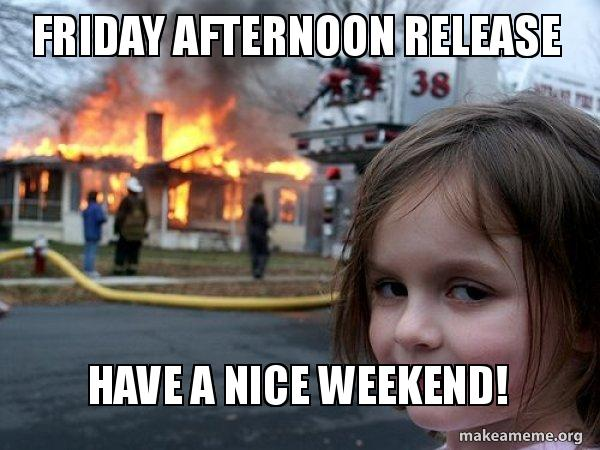 FRIDAY AFTERNOON RELEASE
38
HAVE A NICE WEEKEND!
makeameme.org